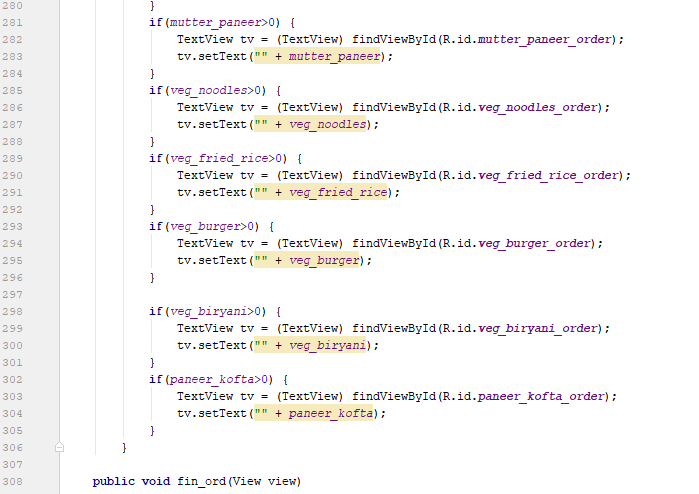 280 }
281 if(mutter_paneer>0) {
282 TextView tv = (TextView) findViewById(R.id.mutter_paneer_order);
283 tv.setText("" + mutter_paneer);
284 }
285 if(veg_noodles>0) {
286 TextView tv = (TextView) findViewById(R.id.veg_noodles_order);
287 tv.setText("" + veg_noodles);
288 }
289 if(veg_fried_rice>0) {
290 TextView tv = (TextView) findViewById(R.id.veg_fried_rice_order);
291 tv.setText("" + veg_fried_rice);
292 }
293 if(veg_burger>0) {
294 TextView tv = (TextView) findViewById(R.id.veg_burger_order);
295 tv.setText("" + veg_burger);
296 }
297
298 if(veg_biryani>0) {
299 TextView tv = (TextView) findViewById(R.id.veg_biryani_order);
300 tv.setText("" + veg_biryani);
301 }
302 if(paneer_kofta>0) {
303 TextView tv = (TextView) findViewById(R.id.paneer_kofta_order);
304 tv.setText("" + paneer_kofta);
305 }
306 }
307
308 public void fin_ord(View view)